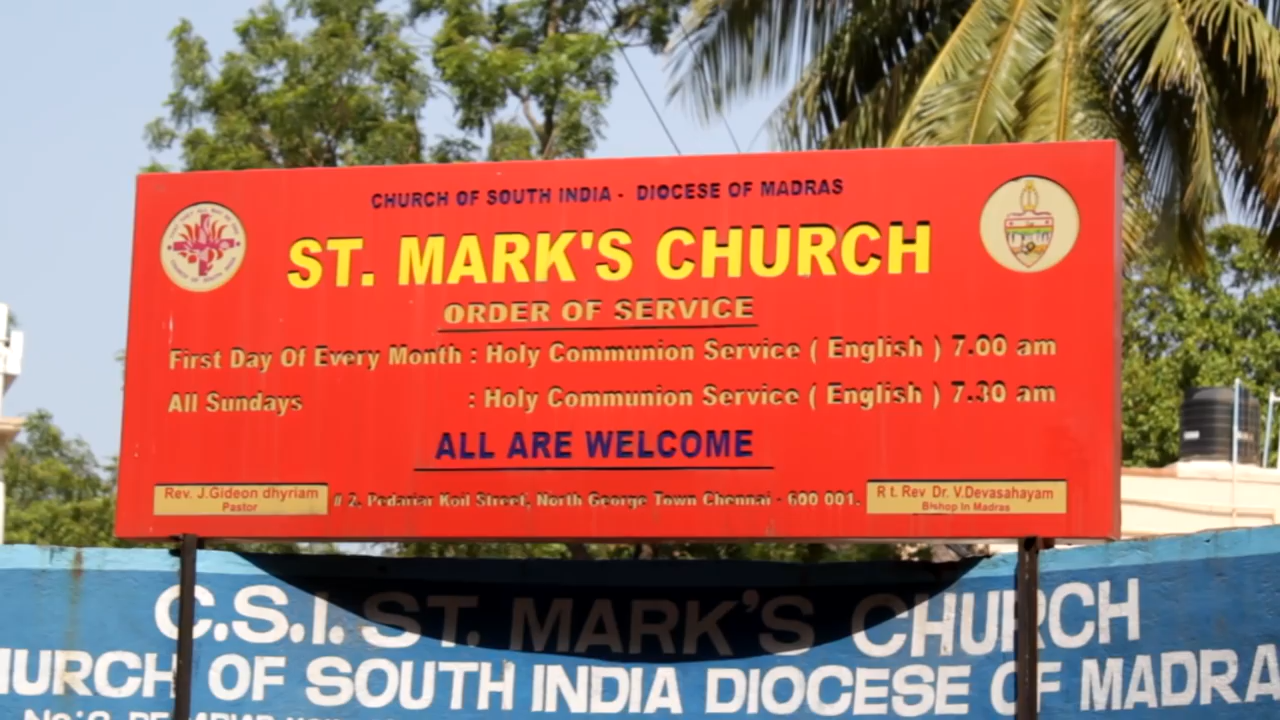 CHURCH OF SOUTH INDIA - DIOCESE OF MADRAS
ST. MARK'S CHURCH
ORDER OF SERVICE
First Day Of Every Month : Holy Communion Service ( English ) 7.00 am
All Sundays : Holy Communion Service ( English ) 7.30 am
ALL ARE WELCOME
Rev. J.Gideon dhyriam
Pastor
# 2, Pedariar Koil Street, North George Town Chennai - 600 001.
R t. Rev Dr. V.Devasahayam
Bishop In Madras
C.S.I. ST. MARK'S CHURCH
HURCH OF SOUTH INDIA DIOCESE OF MADRA